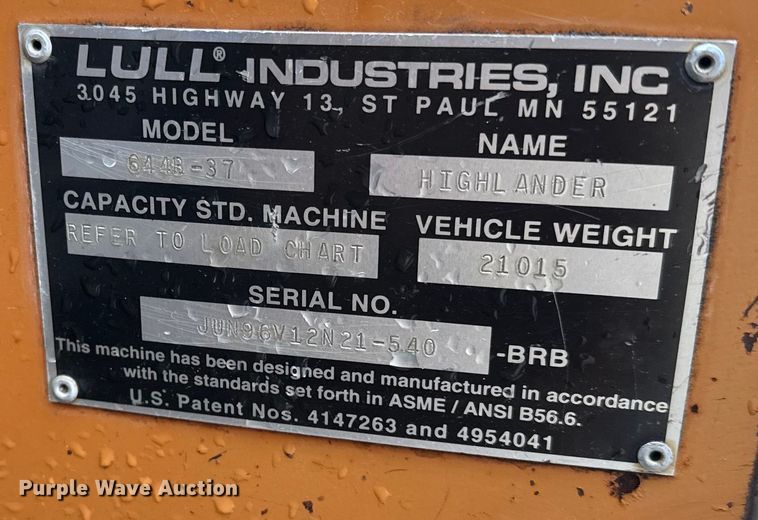 LULL® INDUSTRIES, INC
3045 HIGHWAY 13, ST PAUL MN 55121
MODEL NAME
644B-37 HIGHLANDER
CAPACITY STD. MACHINE VEHICLE WEIGHT
REFER TO LOAD CHART 21015
SERIAL NO.
JUN96V12N21-540 -BRB
This machine has been designed and manufactured in accordance
with the standards set forth in ASME / ANSI B56.6.
U.S. Patent Nos. 4147263 and 4954041
Purple Wave Auction